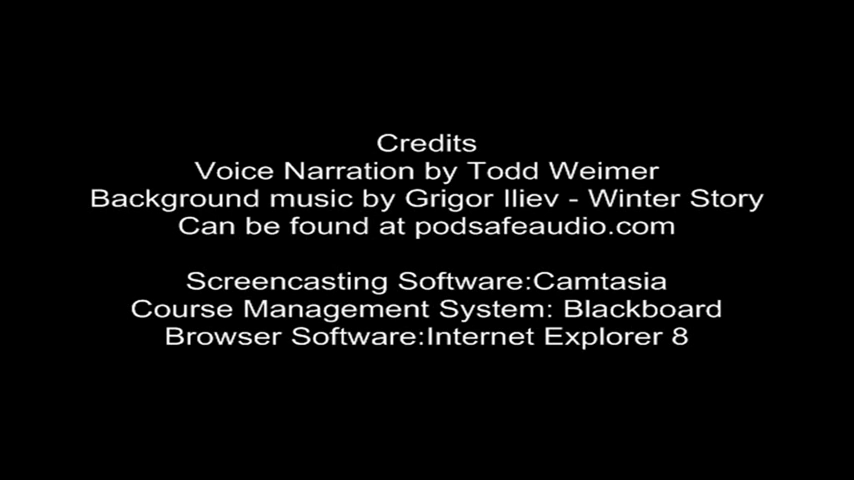 Credits
Voice Narration by Todd Weimer
Background music by Grigor Iliev - Winter Story
Can be found at podsafeaudio.com
Screencasting Software:Camtasia
Course Management System: Blackboard
Browser Software:Internet Explorer 8